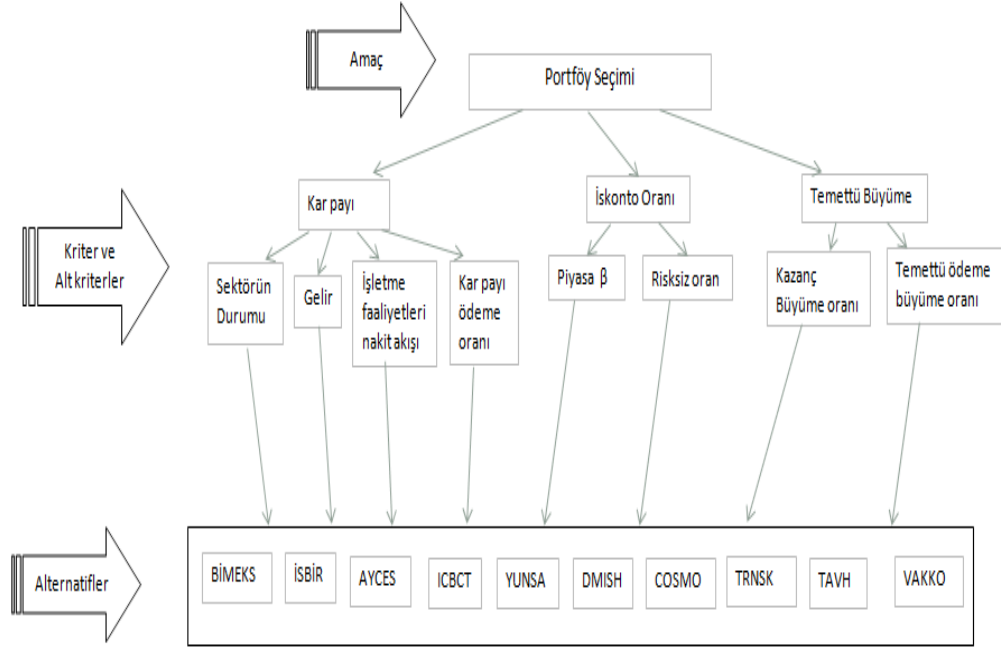 Amaç
Portföy Seçimi
Kriter ve
Alt kriterler
Kar payı
İskonto Oranı
Temettü Büyüme
Sektörün
Durumu
Gelir
İşletme
faaliyetleri
nakit akışı
Kar payı
ödeme
oranı
Piyasa β
Risksiz oran
Kazanç
Büyüme oranı
Temettü ödeme
büyüme oranı
Alternatifler
BİMEKS
İSBİR
AYCES
ICBCT
YUNSA
DMISH
COSMO
TRNSK
TAVH
VAKKO